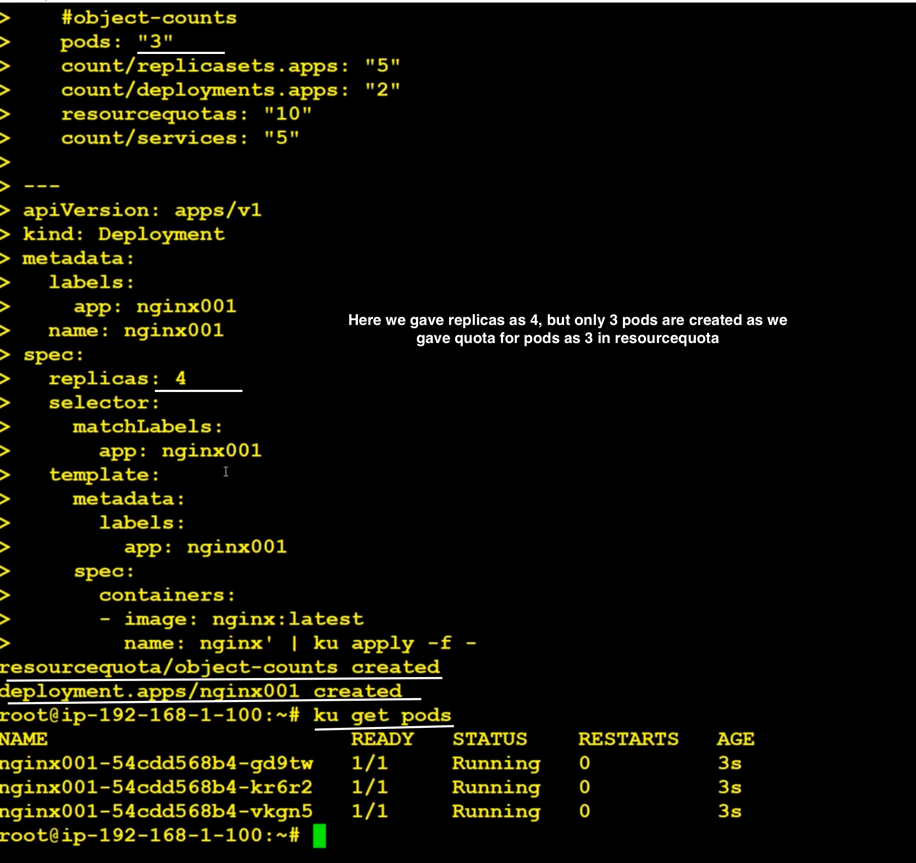 >     #object-counts
>     pods: "3"
>     count/replicasets.apps: "5"
>     count/deployments.apps: "2"
>     resourcequotas: "10"
>     count/services: "5"
>
> ---
> apiVersion: apps/v1
> kind: Deployment
> metadata:
>   labels:
>     app: nginx001
>   name: nginx001
> spec:
>   replicas: 4
>   selector:
>     matchLabels:
>       app: nginx001
>   template:
>     metadata:
>       labels:
>         app: nginx001
>     spec:
>       containers:
>       - image: nginx:latest
>         name: nginx' | ku apply -f -
resourcequota/object-counts created
deployment.apps/nginx001 created
root@ip-192-168-1-100:~# ku get pods
NAME                        READY   STATUS    RESTARTS   AGE
nginx001-54cdd568b4-gd9tw   1/1     Running   0          3s
nginx001-54cdd568b4-kr6r2   1/1     Running   0          3s
nginx001-54cdd568b4-vkgn5   1/1     Running   0          3s
root@ip-192-168-1-100:~#
Here we gave replicas as 4, but only 3 pods are created as we
gave quota for pods as 3 in resourcequota